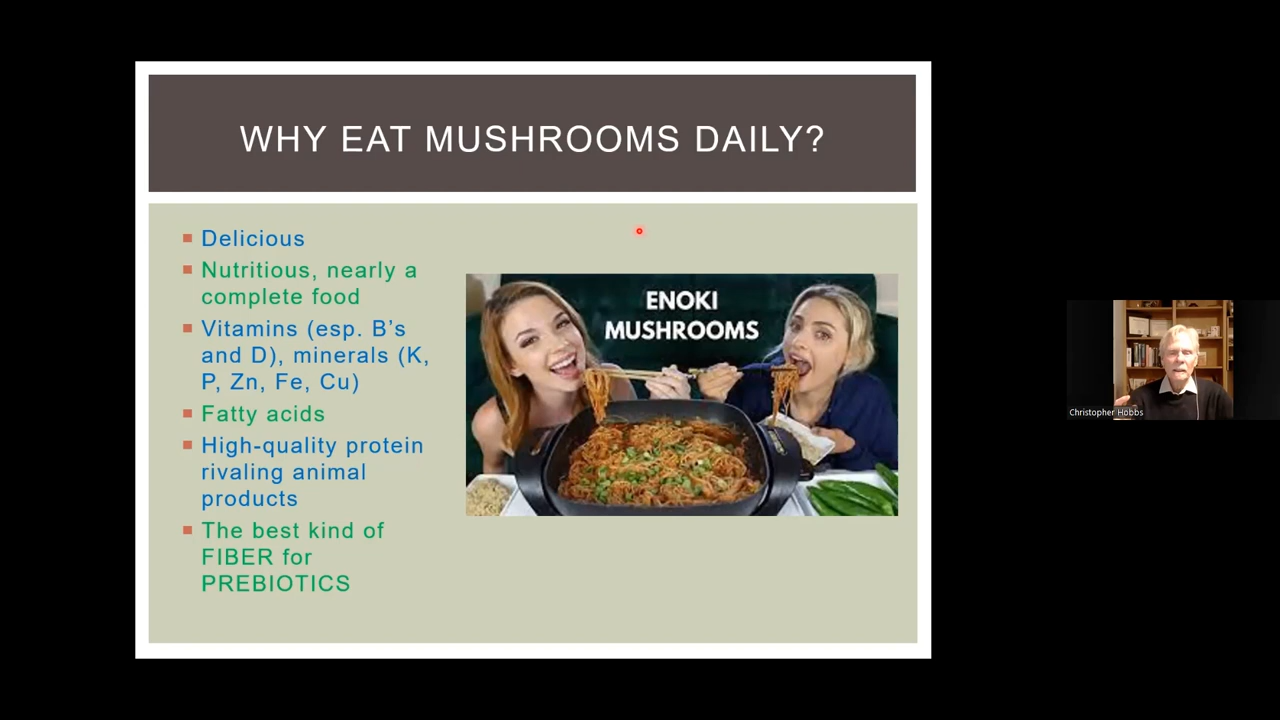 WHY EAT MUSHROOMS DAILY?
Delicious
Nutritious, nearly a
complete food
Vitamins (esp. B's
and D), minerals (K,
P, Zn, Fe, Cu)
Fatty acids
High-quality protein
rivaling animal
products
The best kind of
FIBER for
PREBIOTICS
ENOKI
MUSHROOMS
Christopher Hobbs